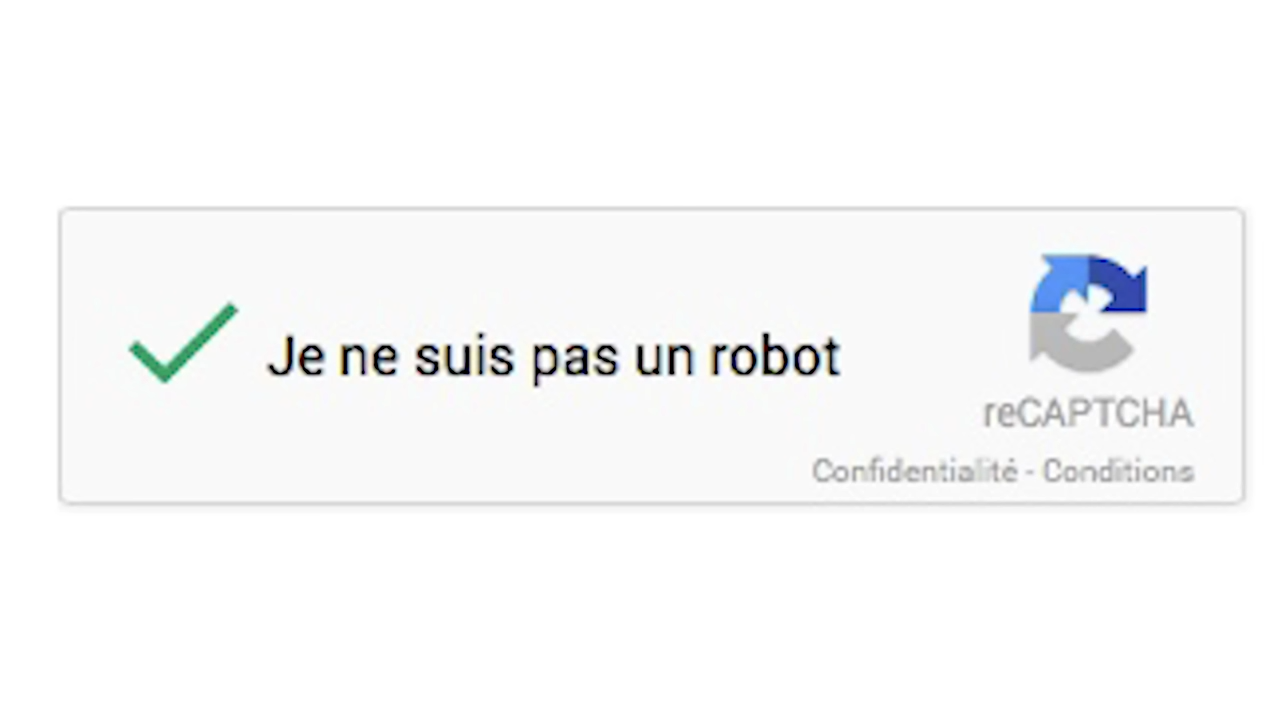 Je ne suis pas un robot
reCAPTCHA
Confidentialité - Conditions